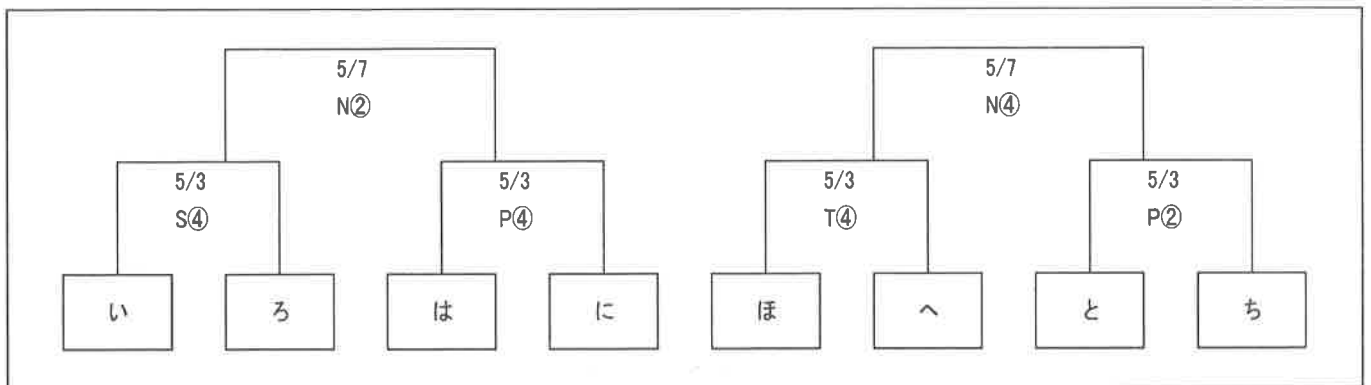 5/7 5/7
N② N④
5/3 5/3 5/3 5/3
S④ P④ T④ P②
い ろ は に ほ へ と ち